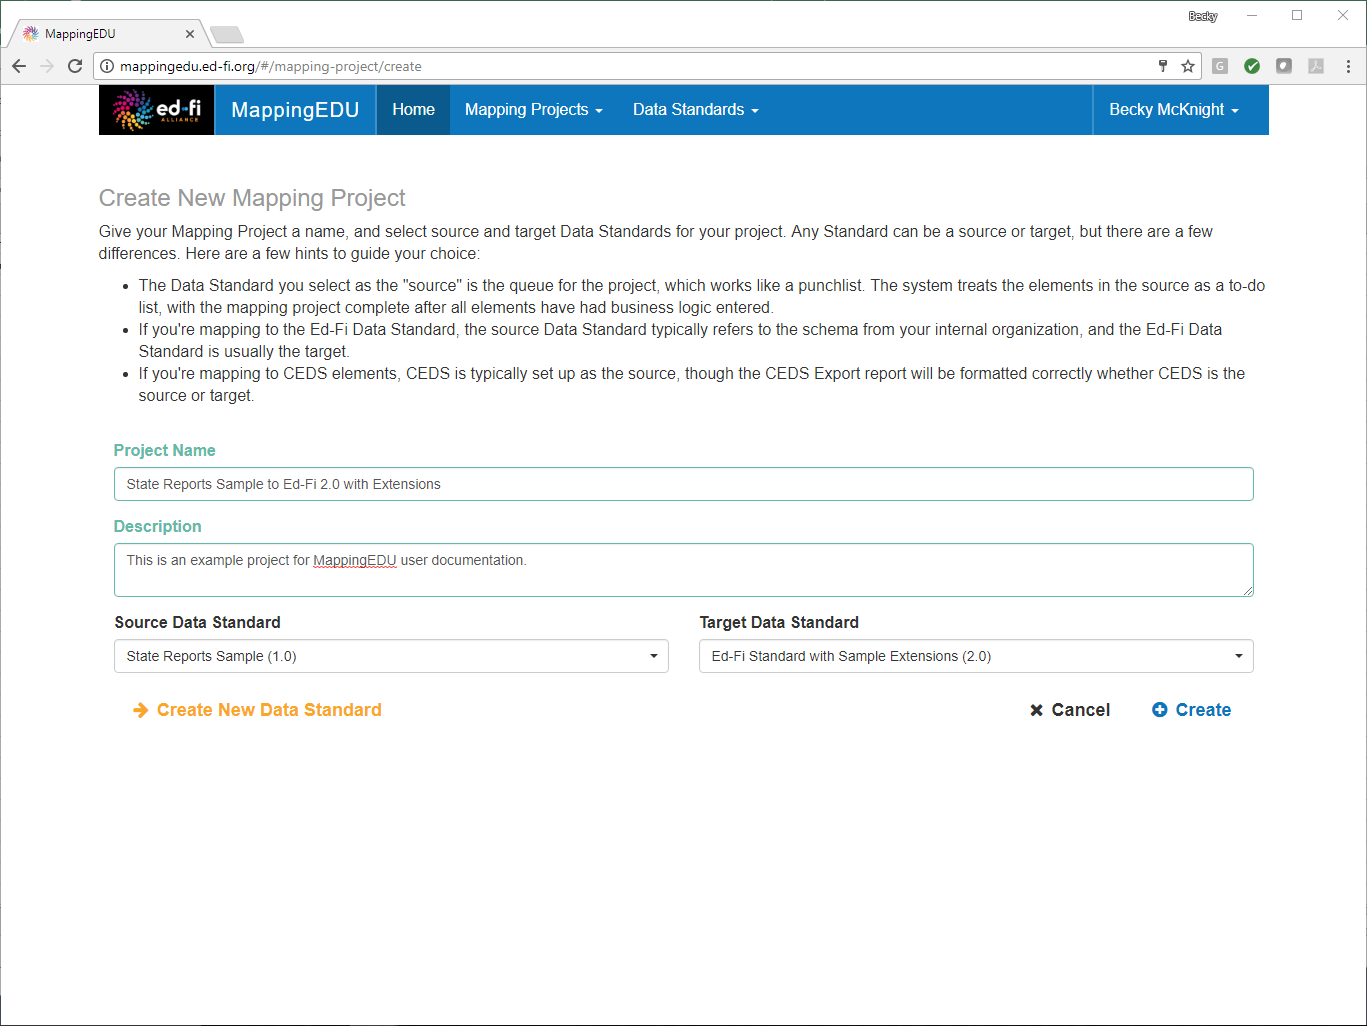 Becky
MappingEDU
mappingedu.ed-fi.org/#/mapping-project/create
ed-fi
ALLIANCE
MappingEDU
Home
Mapping Projects
Data Standards
Becky McKnight
Create New Mapping Project
Give your Mapping Project a name, and select source and target Data Standards for your project. Any Standard can be a source or target, but there are a few
differences. Here are a few hints to guide your choice:
• The Data Standard you select as the "source" is the queue for the project, which works like a punchlist. The system treats the elements in the source as a to-do
list, with the mapping project complete after all elements have had business logic entered.
• If you're mapping to the Ed-Fi Data Standard, the source Data Standard typically refers to the schema from your internal organization, and the Ed-Fi Data
Standard is usually the target.
• If you're mapping to CEDS elements, CEDS is typically set up as the source, though the CEDS Export report will be formatted correctly whether CEDS is the
source or target.
Project Name
State Reports Sample to Ed-Fi 2.0 with Extensions
Description
This is an example project for MappingEDU user documentation.
Source Data Standard
Target Data Standard
State Reports Sample (1.0)
Ed-Fi Standard with Sample Extensions (2.0)
Create New Data Standard
Cancel
Create